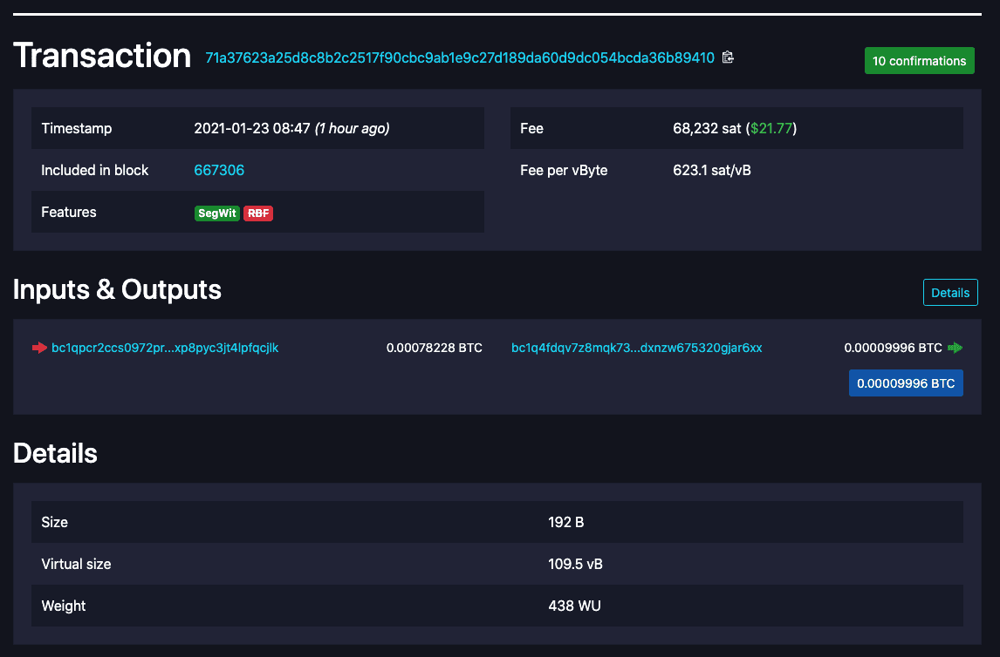 Transaction 71a37623a25d8c8b2c2517f90cbc9ab1e9c27d189da60d9dc054bcda36b89410 10 confirmations
Timestamp 2021-01-23 08:47 (1 hour ago) Fee 68,232 sat ($21.77)
Included in block 667306 Fee per vByte 623.1 sat/vB
Features SegWit RBF
Inputs & Outputs Details
bc1qpcr2ccs0972pr...xp8pyc3jt4lpfqcjlk 0.00078228 BTC bc1q4fdqv7z8mqk73...dxnzw675320gjar6xx 0.00009996 BTC
0.00009996 BTC
Details
Size 192 B
Virtual size 109.5 vB
Weight 438 WU